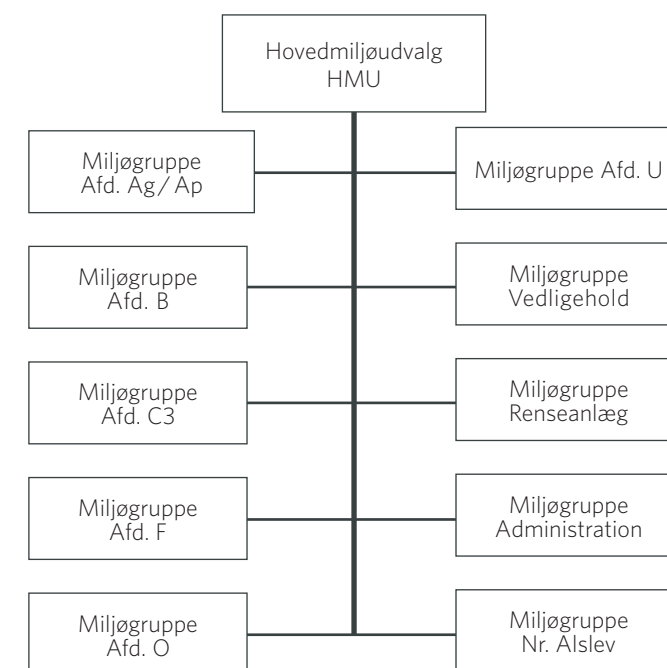 Hovedmiljøudvalg
HMU
Miljøgruppe
Afd. Ag/Ap
Miljøgruppe Afd. U
Miljøgruppe
Afd. B
Miljøgruppe
Vedligehold
Miljøgruppe
Afd. C3
Miljøgruppe
Renseanlæg
Miljøgruppe
Afd. F
Miljøgruppe
Administration
Miljøgruppe
Afd. O
Miljøgruppe
Nr. Alslev